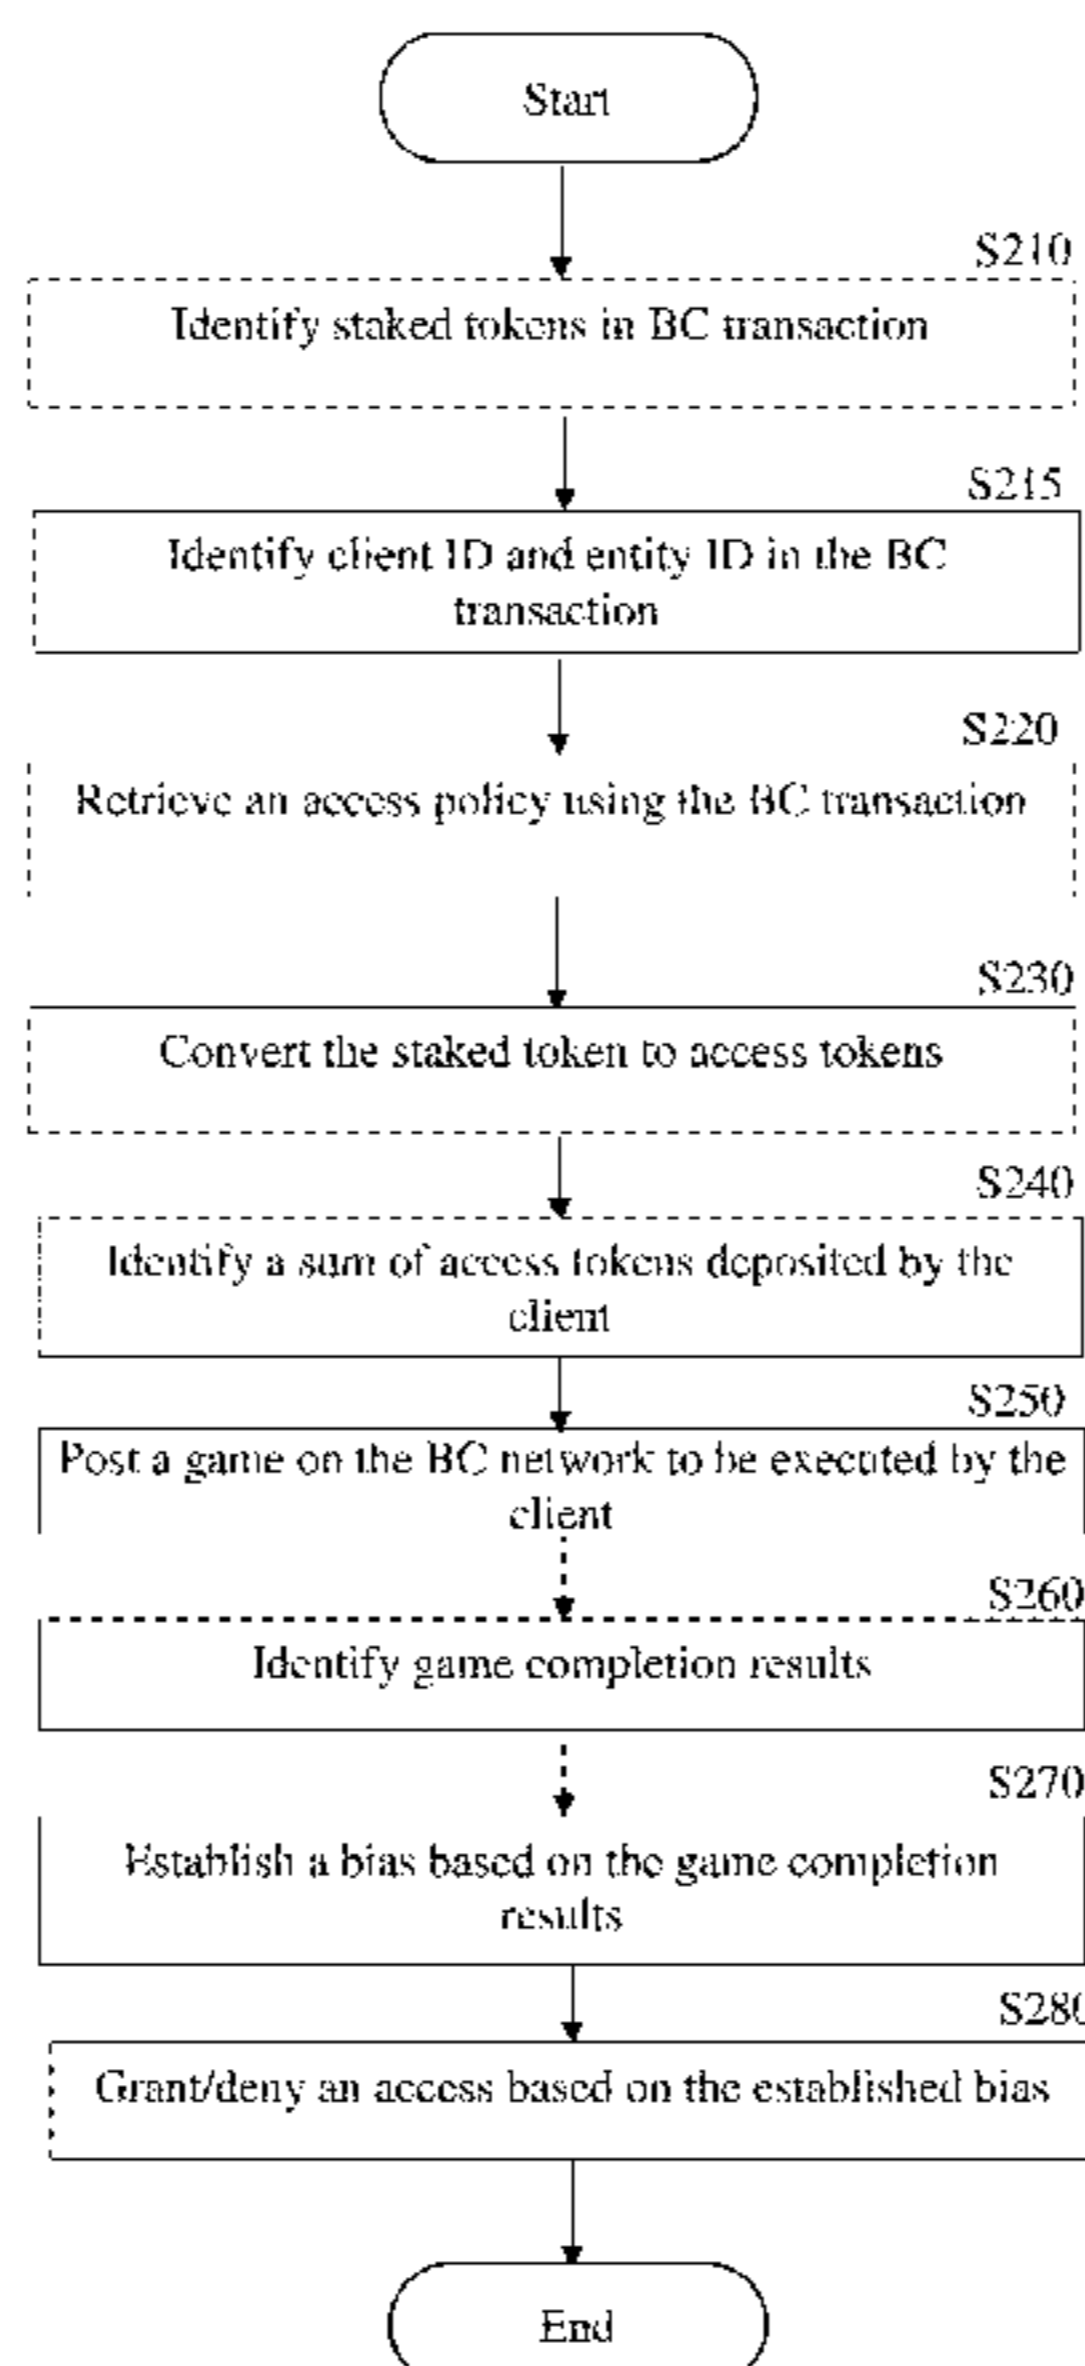 Start
S210
Identify staked tokens in BC transaction
S215
Identify client ID and entity ID in the BC
transaction
S220
Retrieve an access policy using the BC transaction
S230
Convert the staked token to access tokens
S240
Identify a sum of access tokens deposited by the
client
S250
Post a game on the BC network to be executed by the
client
S260
Identify game completion results
S270
Establish a bias based on the game completion
results
S280
Grant/deny an access based on the established bias
End